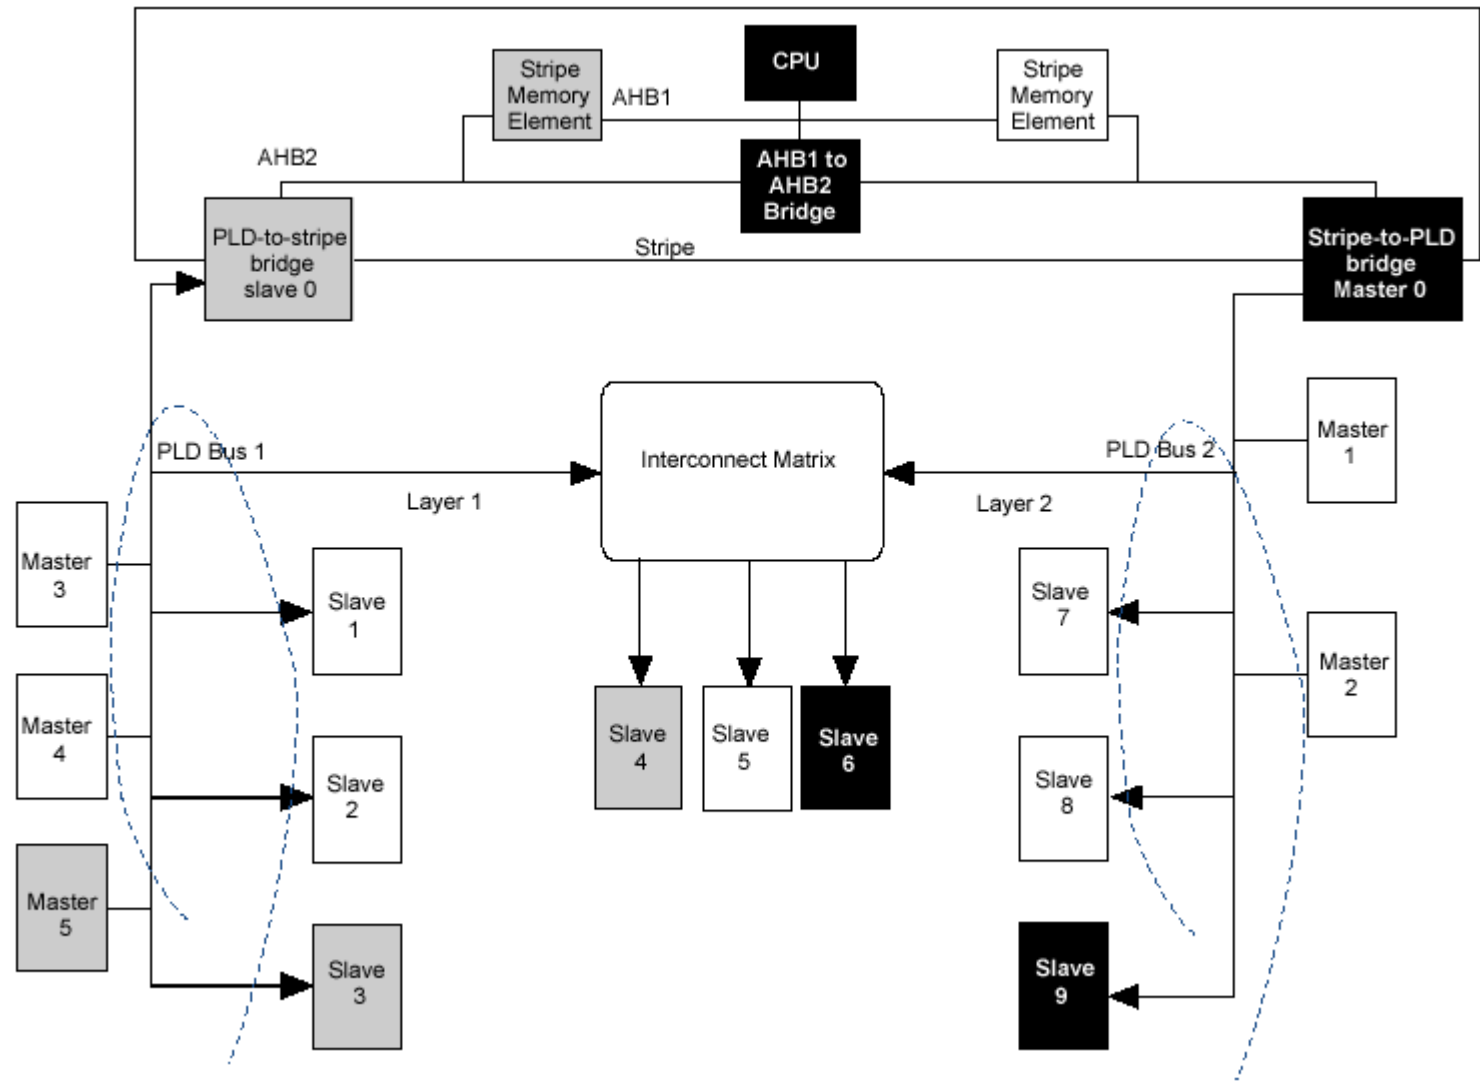 CPU
Stripe
Memory
Element
AHB1
Stripe
Memory
Element
AHB2
AHB1 to
AHB2
Bridge
PLD-to-stripe
bridge
slave 0
Stripe
Stripe-to-PLD
bridge
Master 0
PLD Bus 1
Layer 1
Interconnect Matrix
PLD Bus 2
Layer 2
Master
1
Master
3
Slave
1
Slave
7
Master
2
Master
4
Slave
2
Slave
4
Slave
5
Slave
6
Slave
8
Master
5
Slave
3
Slave
9